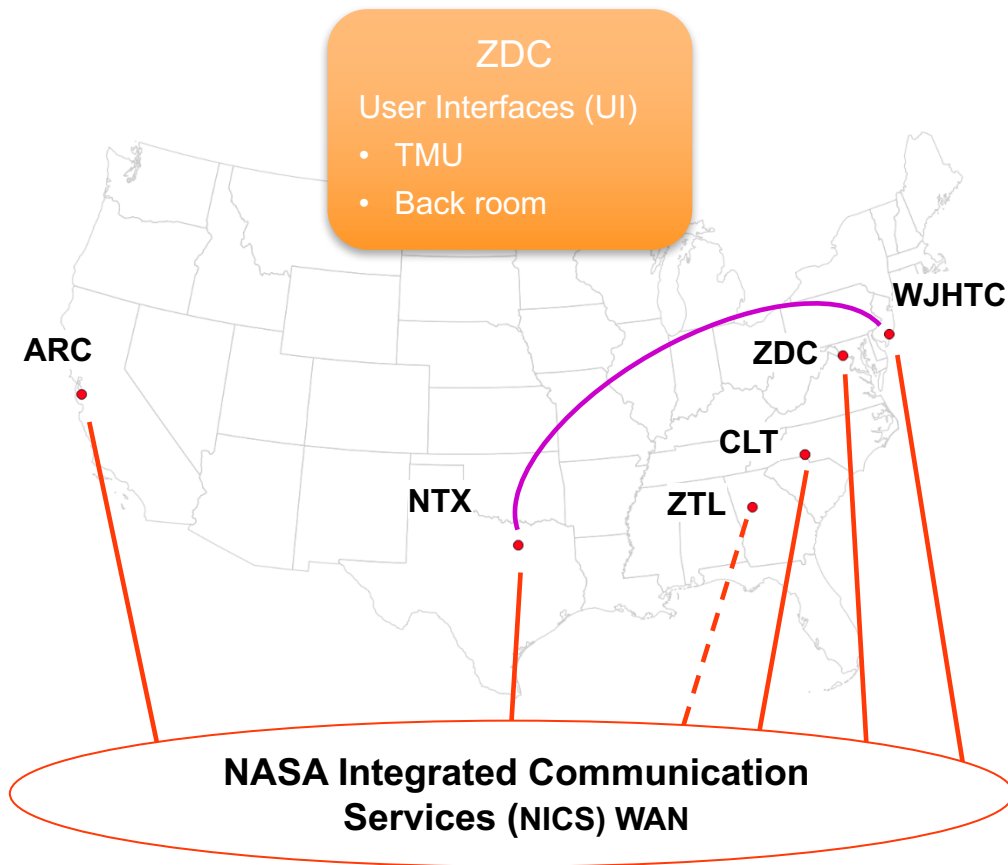 ZDC
User Interfaces (UI)
• TMU
• Back room
WJHTC
ARC
ZDC
CLT
NTX
ZTL
NASA Integrated Communication
Services (NICS) WAN